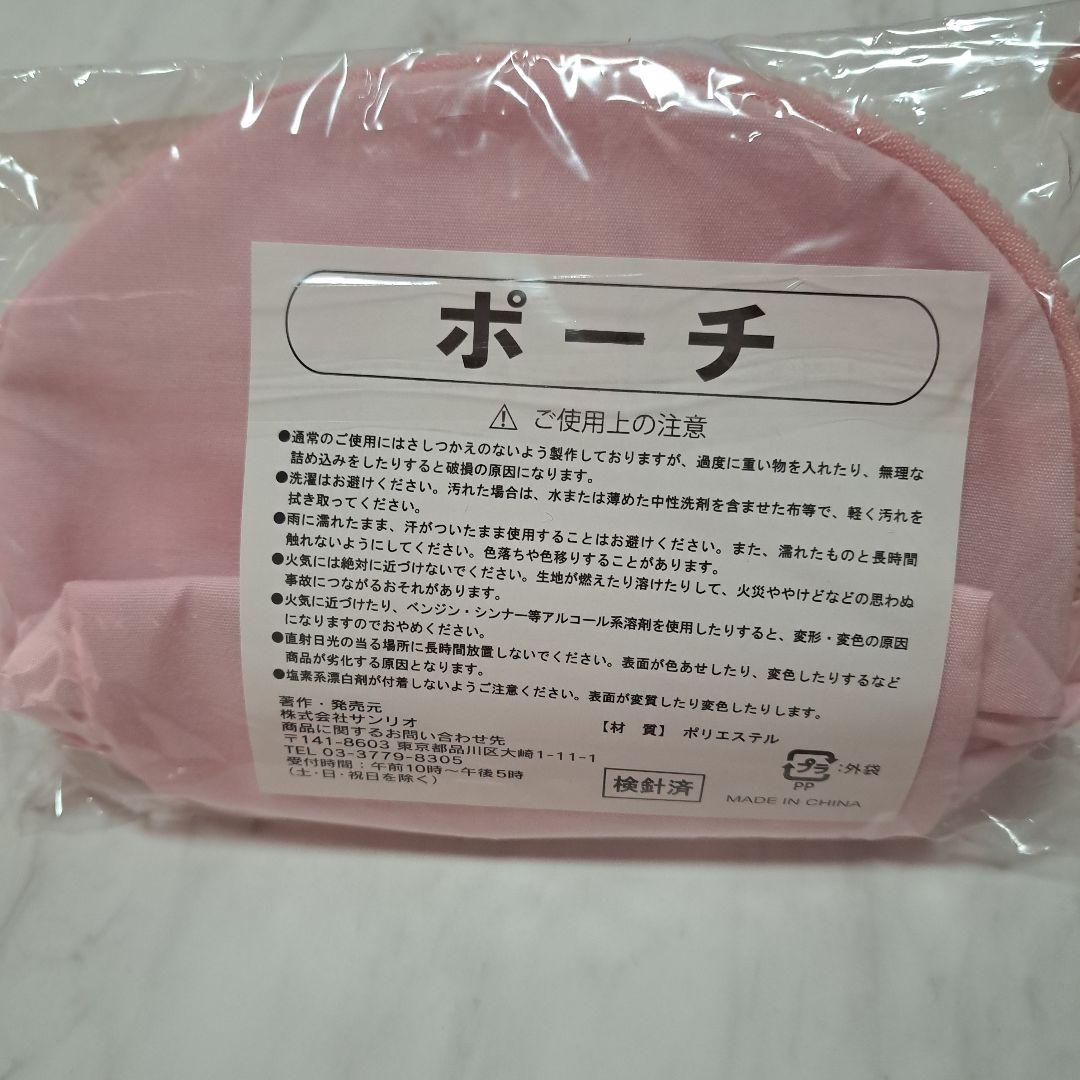 ポーチ
⚠ ご使用上の注意
●通常のご使用にはさしつかえのないよう製作しておりますが、過度に重い物を入れたり、無理な
詰め込みをしたりすると破損の原因になります。
●洗濯はお避けください。汚れた場合は、水または薄めた中性洗剤を含ませた布等で、軽く汚れを
拭き取ってください。
●雨に濡れたまま、汗がついたまま使用することはお避けください。また、濡れたものと長時間
触れないようにしてください。色落ちや色移りすることがあります。
●火気には絶対に近づけないでください。生地が燃えたり溶けたりして、火災ややけどなどの思わぬ
事故につながるおそれがあります。
●火気に近づけたり、ベンジン・シンナー等アルコール系溶剤を使用したりすると、変形・変色の原因
になりますのでおやめください。
●直射日光の当る場所に長時間放置しないでください。表面が色あせしたり、変色したりするなど
商品が劣化する原因となります。
●塩素系漂白剤が付着しないようご注意ください。表面が変質したり変色したりします。
著作・発売元
株式会社サンリオ
商品に関するお問い合わせ先
〒141-8603 東京都品川区大崎1-11-1
TEL 03-3779-8305
受付時間：午前10時～午後5時
(土・日・祝日を除く)
【材 質】 ポリエステル
検針済
プラ:外袋
PP
MADE IN CHINA